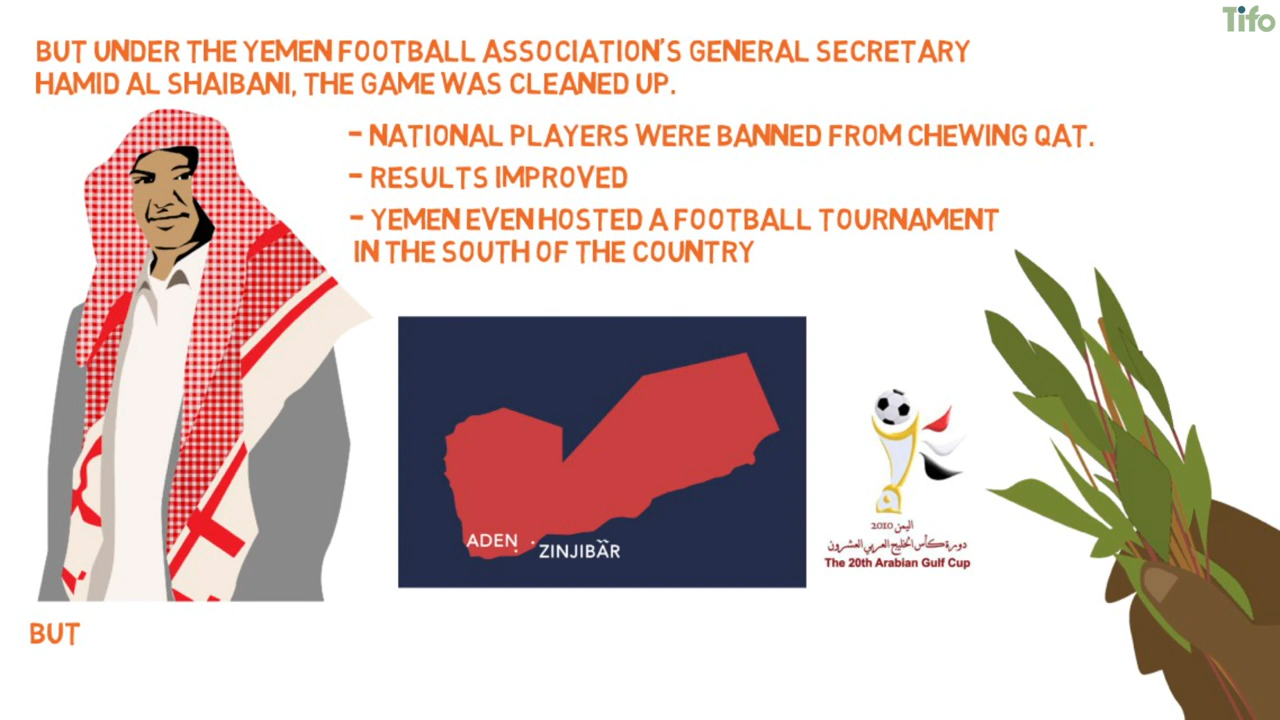 Tifo
BUT UNDER THE YEMEN FOOTBALL ASSOCIATION'S GENERAL SECRETARY
HAMID AL SHAIBANI, THE GAME WAS CLEANED UP.
- NATIONAL PLAYERS WERE BANNED FROM CHEWING QAT.
- RESULTS IMPROVED
- YEMEN EVEN HOSTED A FOOTBALL TOURNAMENT
IN THE SOUTH OF THE COUNTRY
ADEN
ZINJIBĀR
اليمن 2010
دورة كأس الخليج العربي العشرون
The 20th Arabian Gulf Cup
BUT